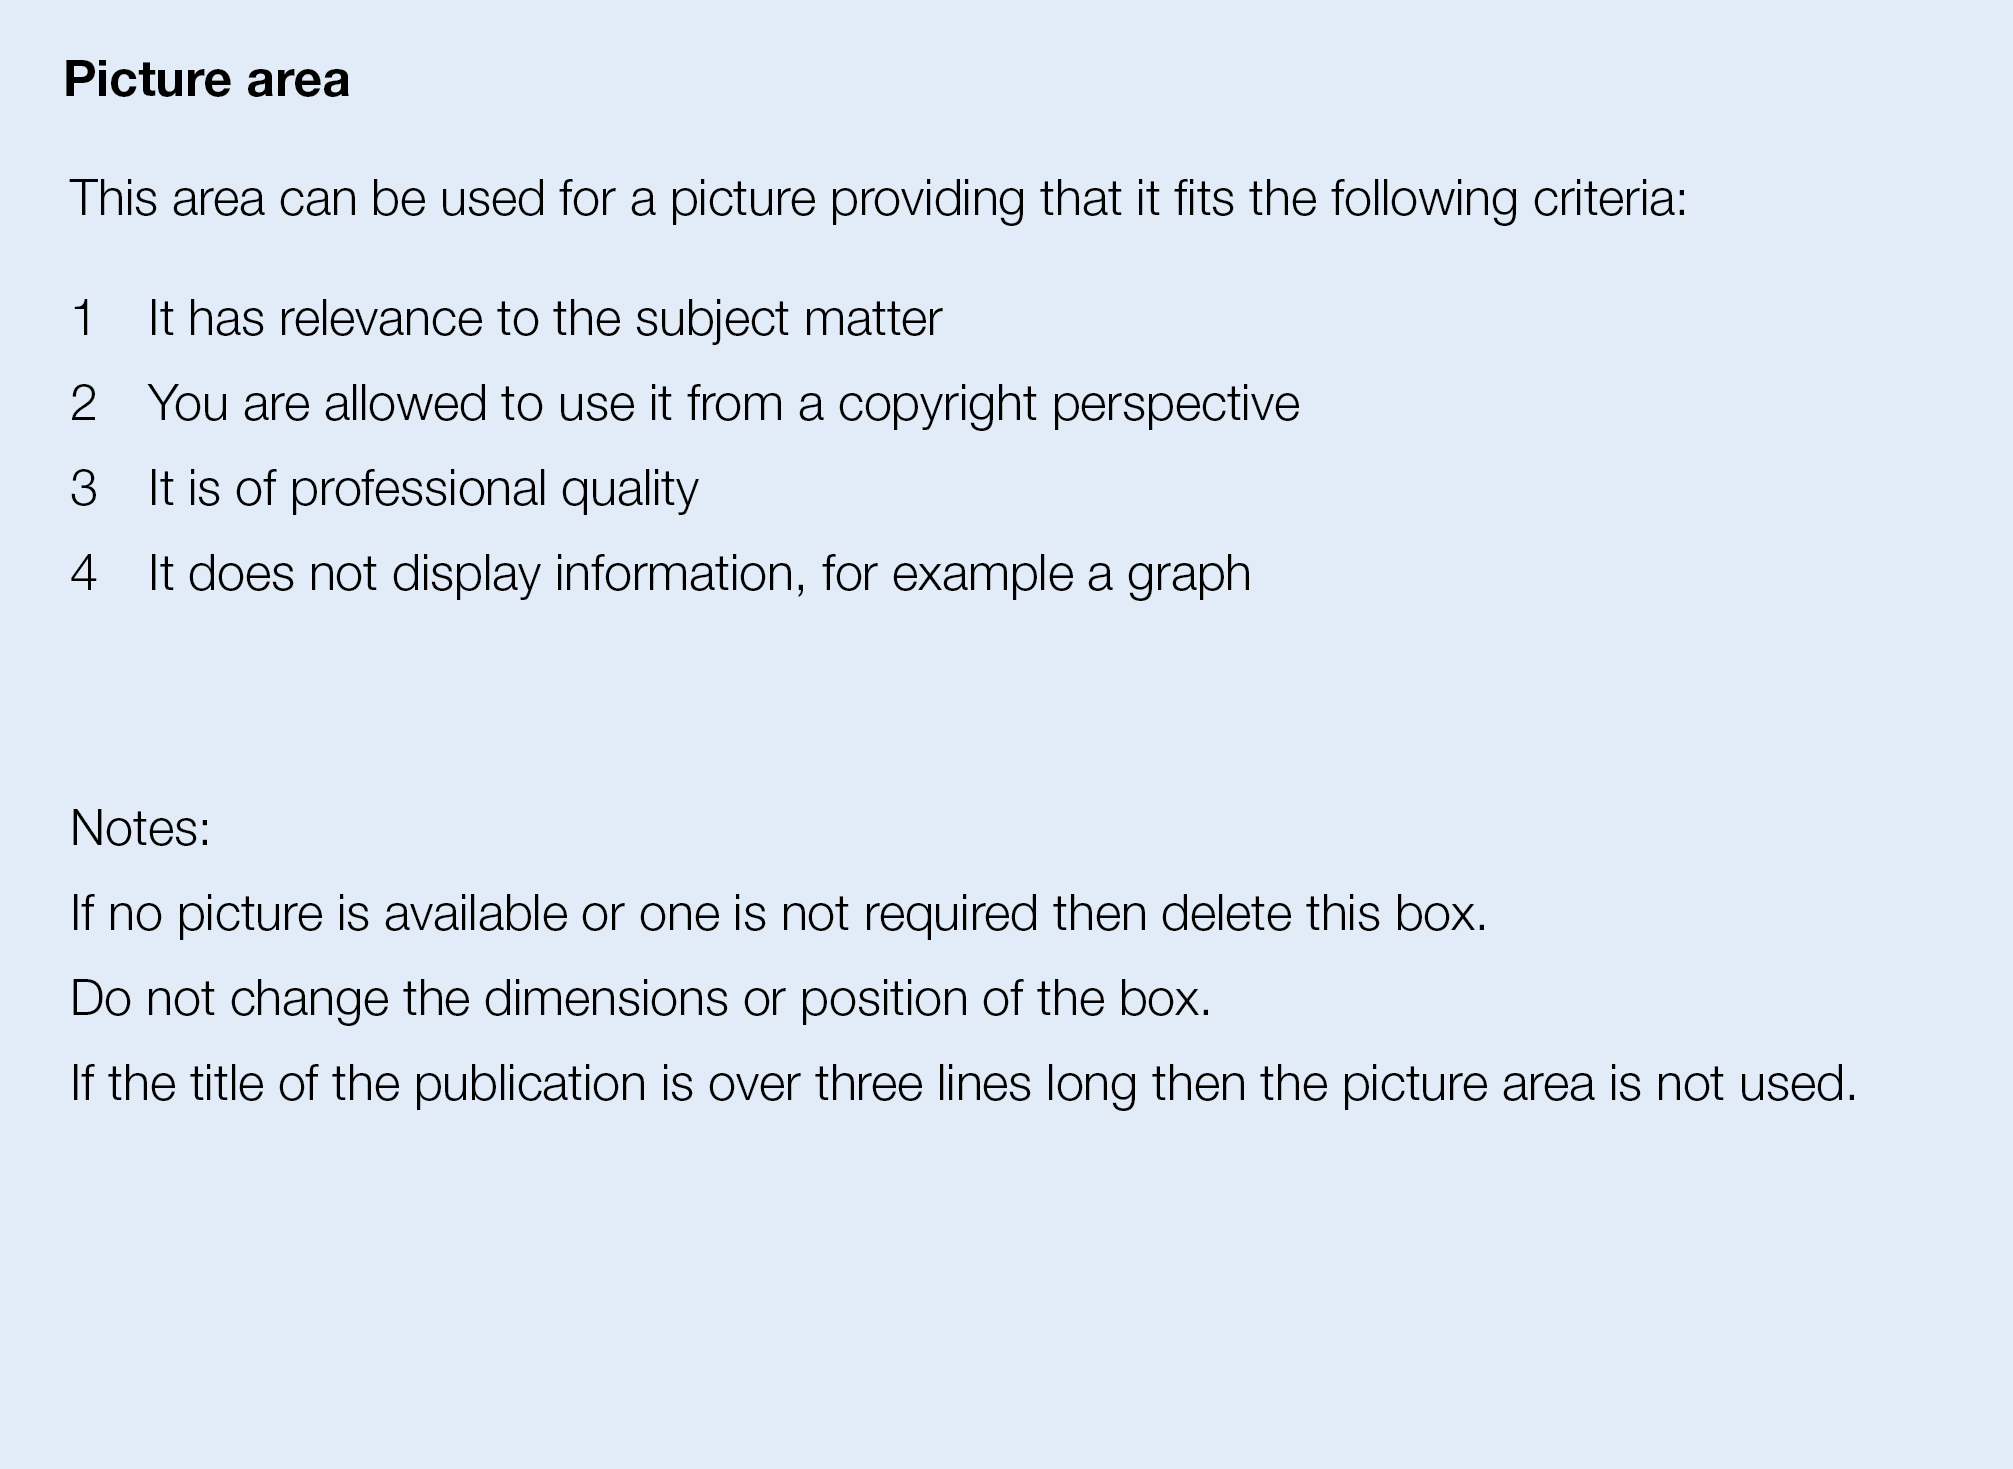 Picture area
This area can be used for a picture providing that it fits the following criteria:
1 It has relevance to the subject matter
2 You are allowed to use it from a copyright perspective
3 It is of professional quality
4 It does not display information, for example a graph
Notes:
If no picture is available or one is not required then delete this box.
Do not change the dimensions or position of the box.
If the title of the publication is over three lines long then the picture area is not used.